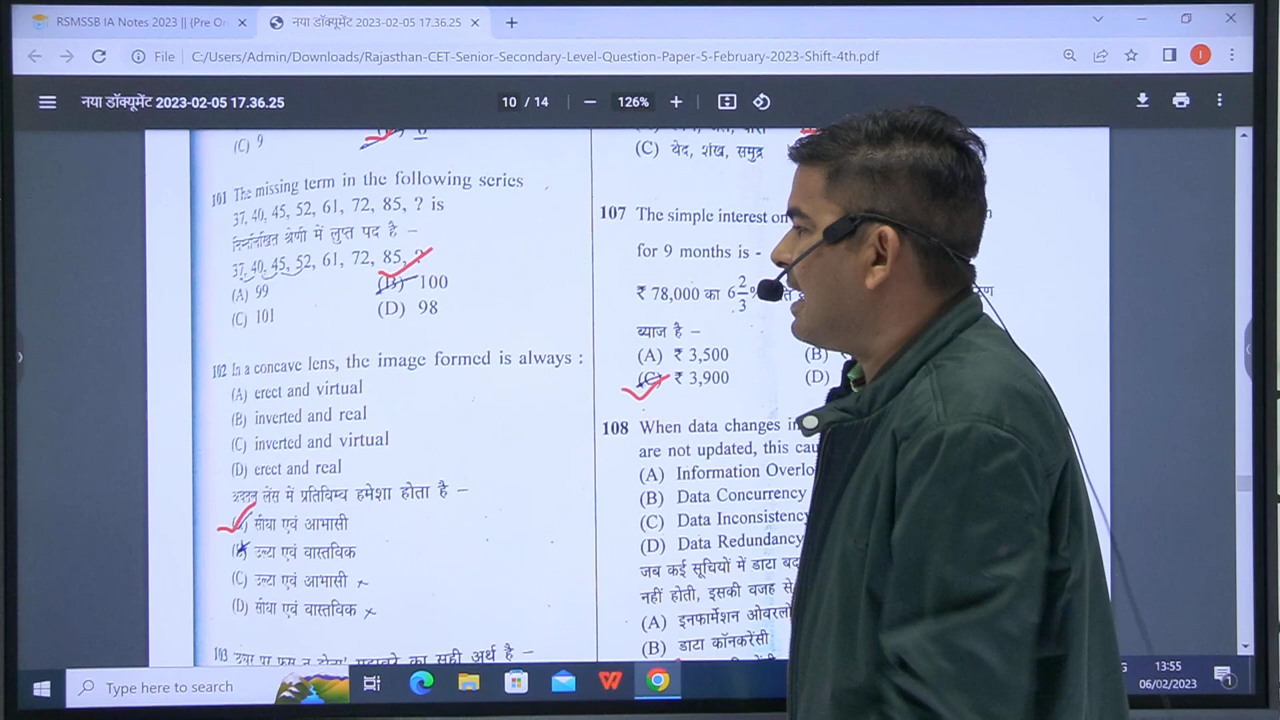 RSMSSB IA Notes 2023 || {Pre On
नया डॉक्यूमेंट 2023-02-05 17.36.25
File
C:/Users/Admin/Downloads/Rajasthan-CET-Senior-Secondary-Level-Question-Paper-5-February-2023-Shift-4th.pdf
I
नया डॉक्यूमेंट 2023-02-05 17.36.25
10 / 14
126%
(C) 9
101 The missing term in the following series
37, 40, 45, 52, 61, 72, 85, ? is
निम्नलिखित श्रेणी में लुप्त पद है –
37, 40, 45, 52, 61, 72, 85, ?
(A) 99
(B) 100
(C) 101
(D) 98
102 In a concave lens, the image formed is always :
(A) erect and virtual
(B) inverted and real
(C) inverted and virtual
(D) erect and real
लेंस में प्रतिविम्व हमेशा होता है –
सीधा एवं आभासी
उल्टा एवं वास्तविक
(C) उल्टा एवं आभासी
(D) सीधा एवं वास्तविक
103
का सही अर्थ है –
(C) वेद, शंख, समुद्र
107 The simple interest on
for 9 months is -
₹ 78,000 का 6 2/3 %
ब्याज है –
(A) ₹ 3,500
(B)
(C) ₹ 3,900
(D)
108 When data changes in
are not updated, this cau
(A) Information Overlo
(B) Data Concurrency
(C) Data Inconsistency
(D) Data Redundancy
जब कई सूचियों में डाटा बद
नहीं होती, इसकी वजह से
(A) इनफार्मेशन ओवरलो
(B) डाटा कॉनकरेंसी
Type here to search
13:55
06/02/2023